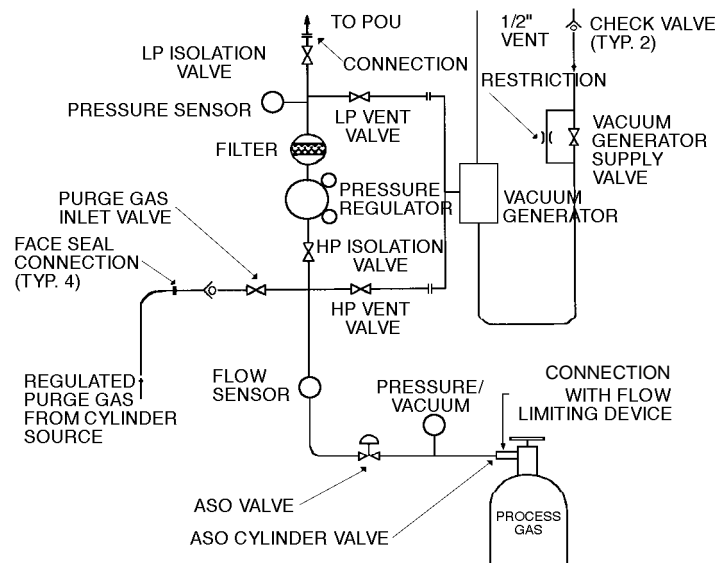 TO POU
1/2"
VENT
CHECK VALVE
(TYP. 2)
LP ISOLATION
VALVE
CONNECTION
RESTRICTION
PRESSURE SENSOR
LP VENT
VALVE
VACUUM
GENERATOR
SUPPLY
VALVE
FILTER
PURGE GAS
INLET VALVE
PRESSURE
REGULATOR
VACUUM
GENERATOR
FACE SEAL
CONNECTION
(TYP. 4)
HP ISOLATION
VALVE
HP VENT
VALVE
REGULATED
PURGE GAS
FROM CYLINDER
SOURCE
FLOW
SENSOR
PRESSURE/
VACUUM
CONNECTION
WITH FLOW
LIMITING DEVICE
ASO VALVE
ASO CYLINDER VALVE
PROCESS
GAS